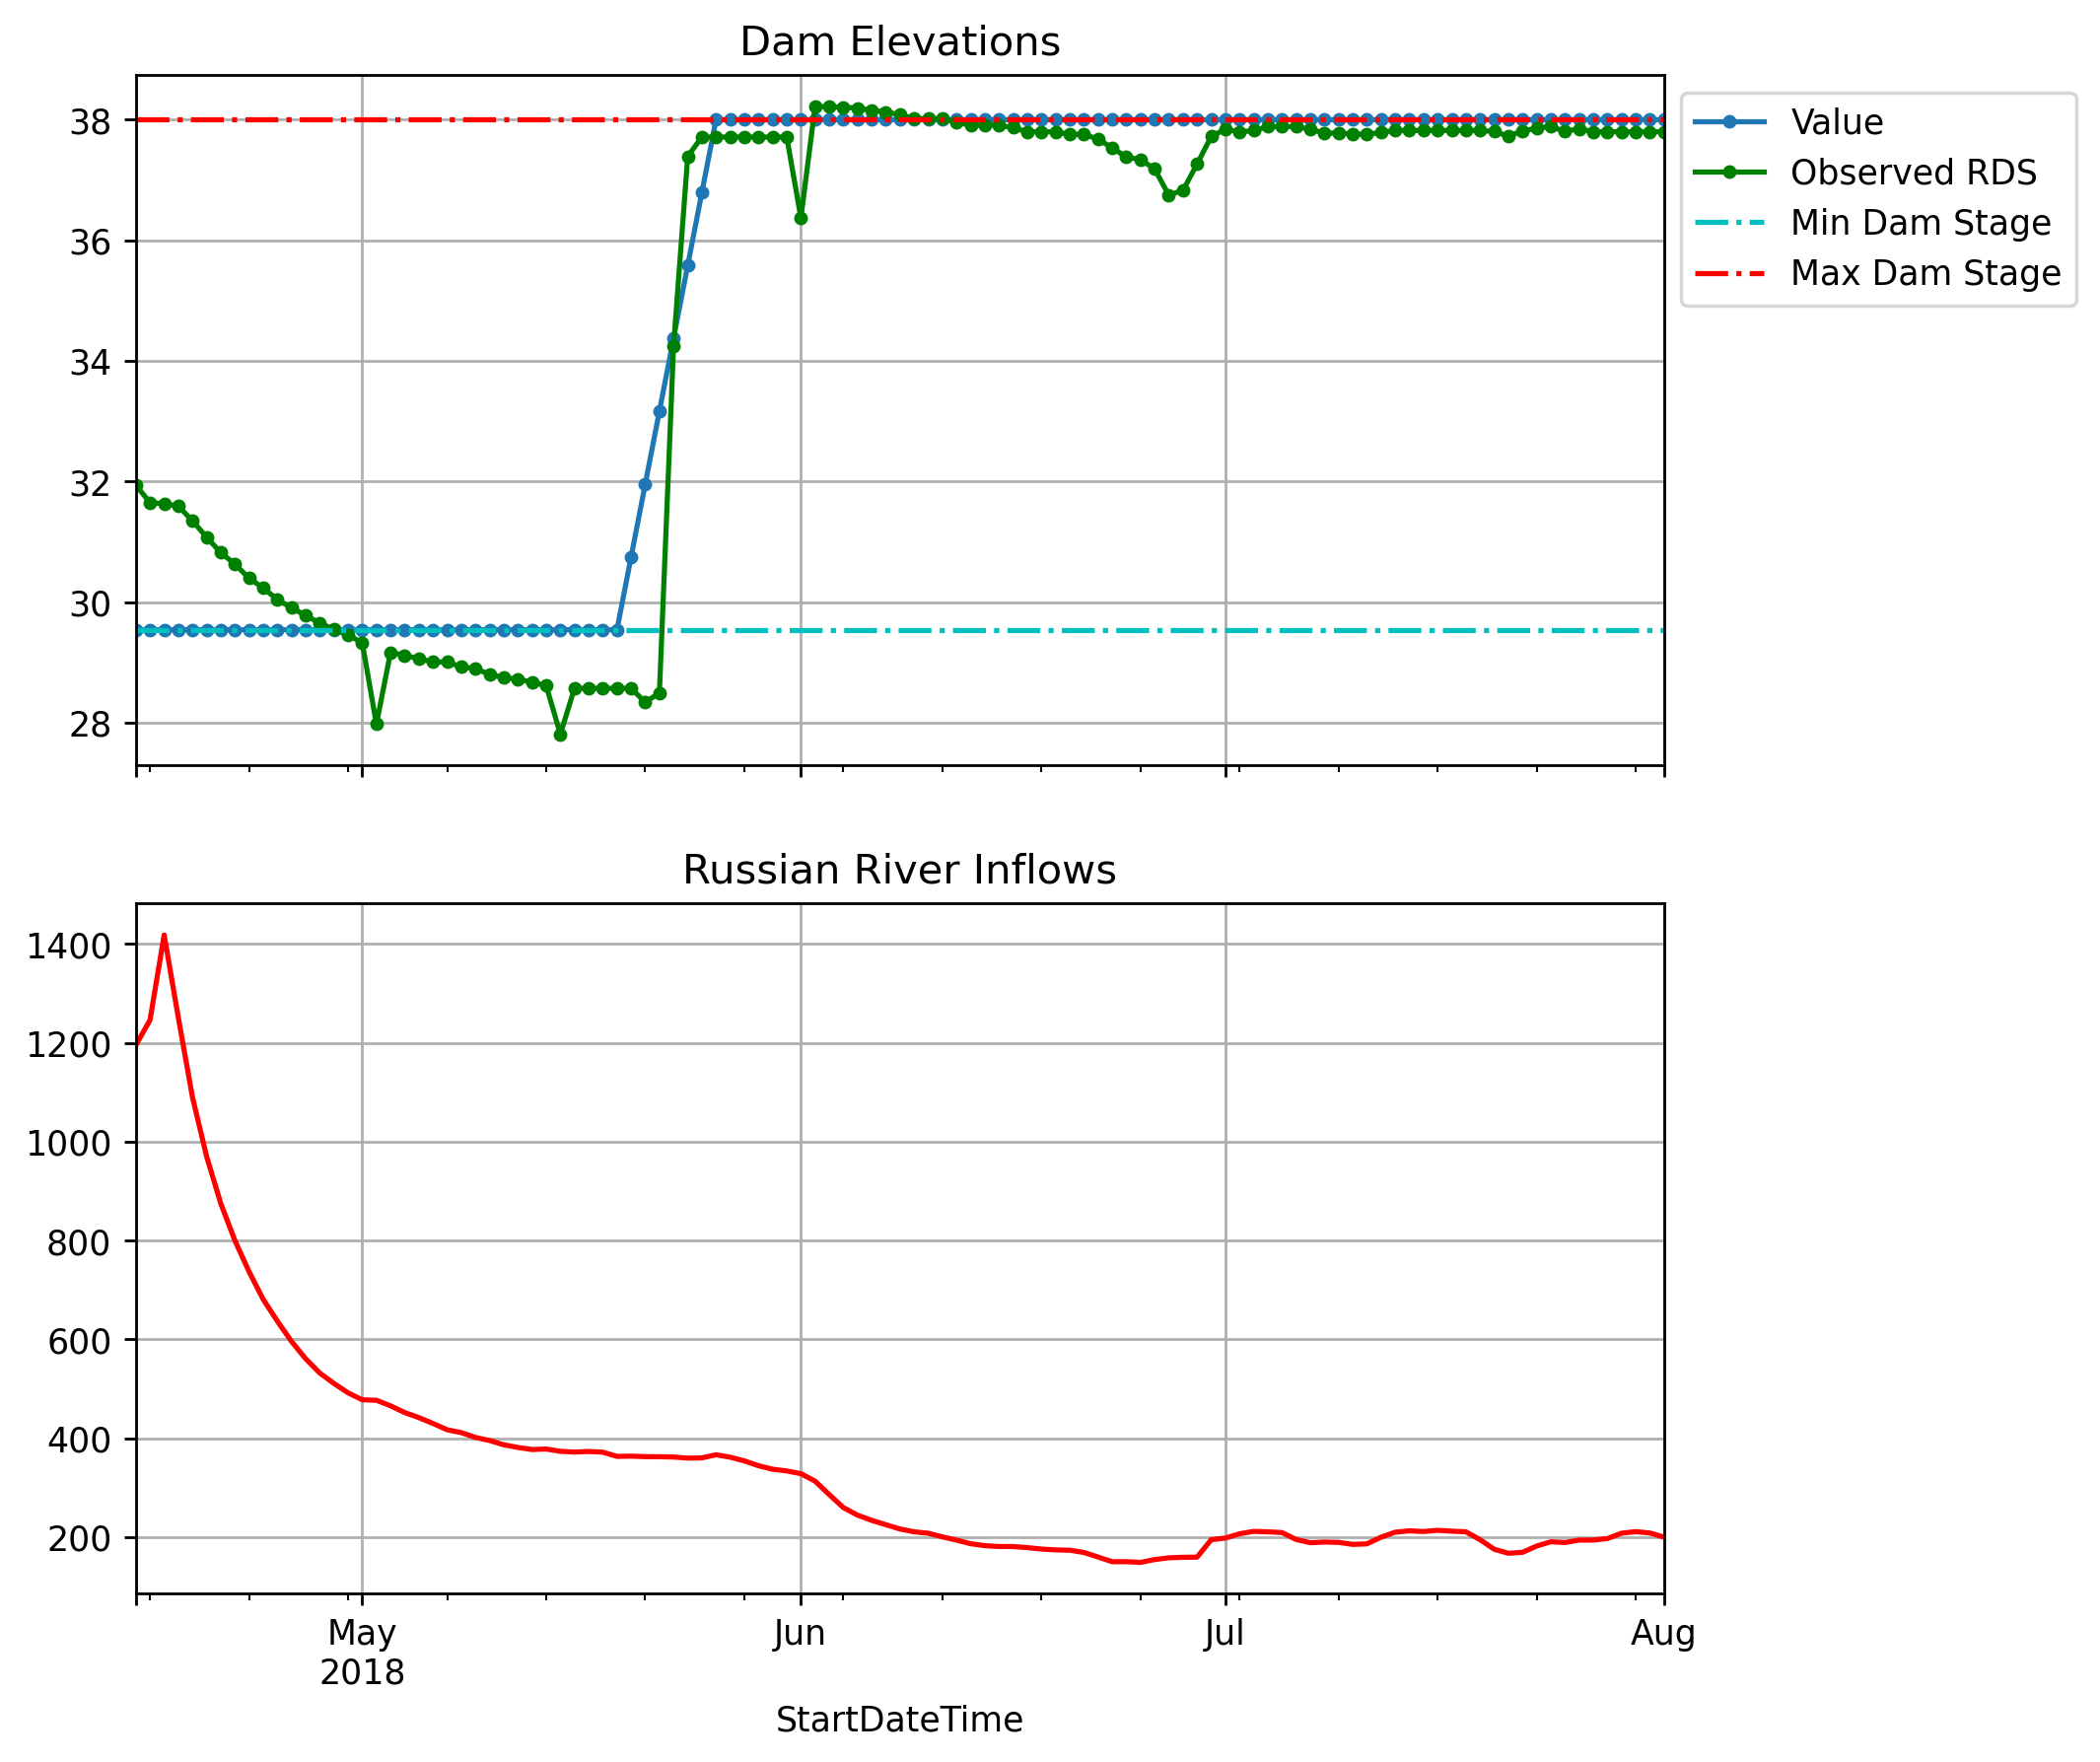 Dam Elevations
38
36
34
32
30
28
Value
Observed RDS
Min Dam Stage
Max Dam Stage
Russian River Inflows
1400
1200
1000
800
600
400
200
May
2018
Jun
Jul
Aug
StartDateTime